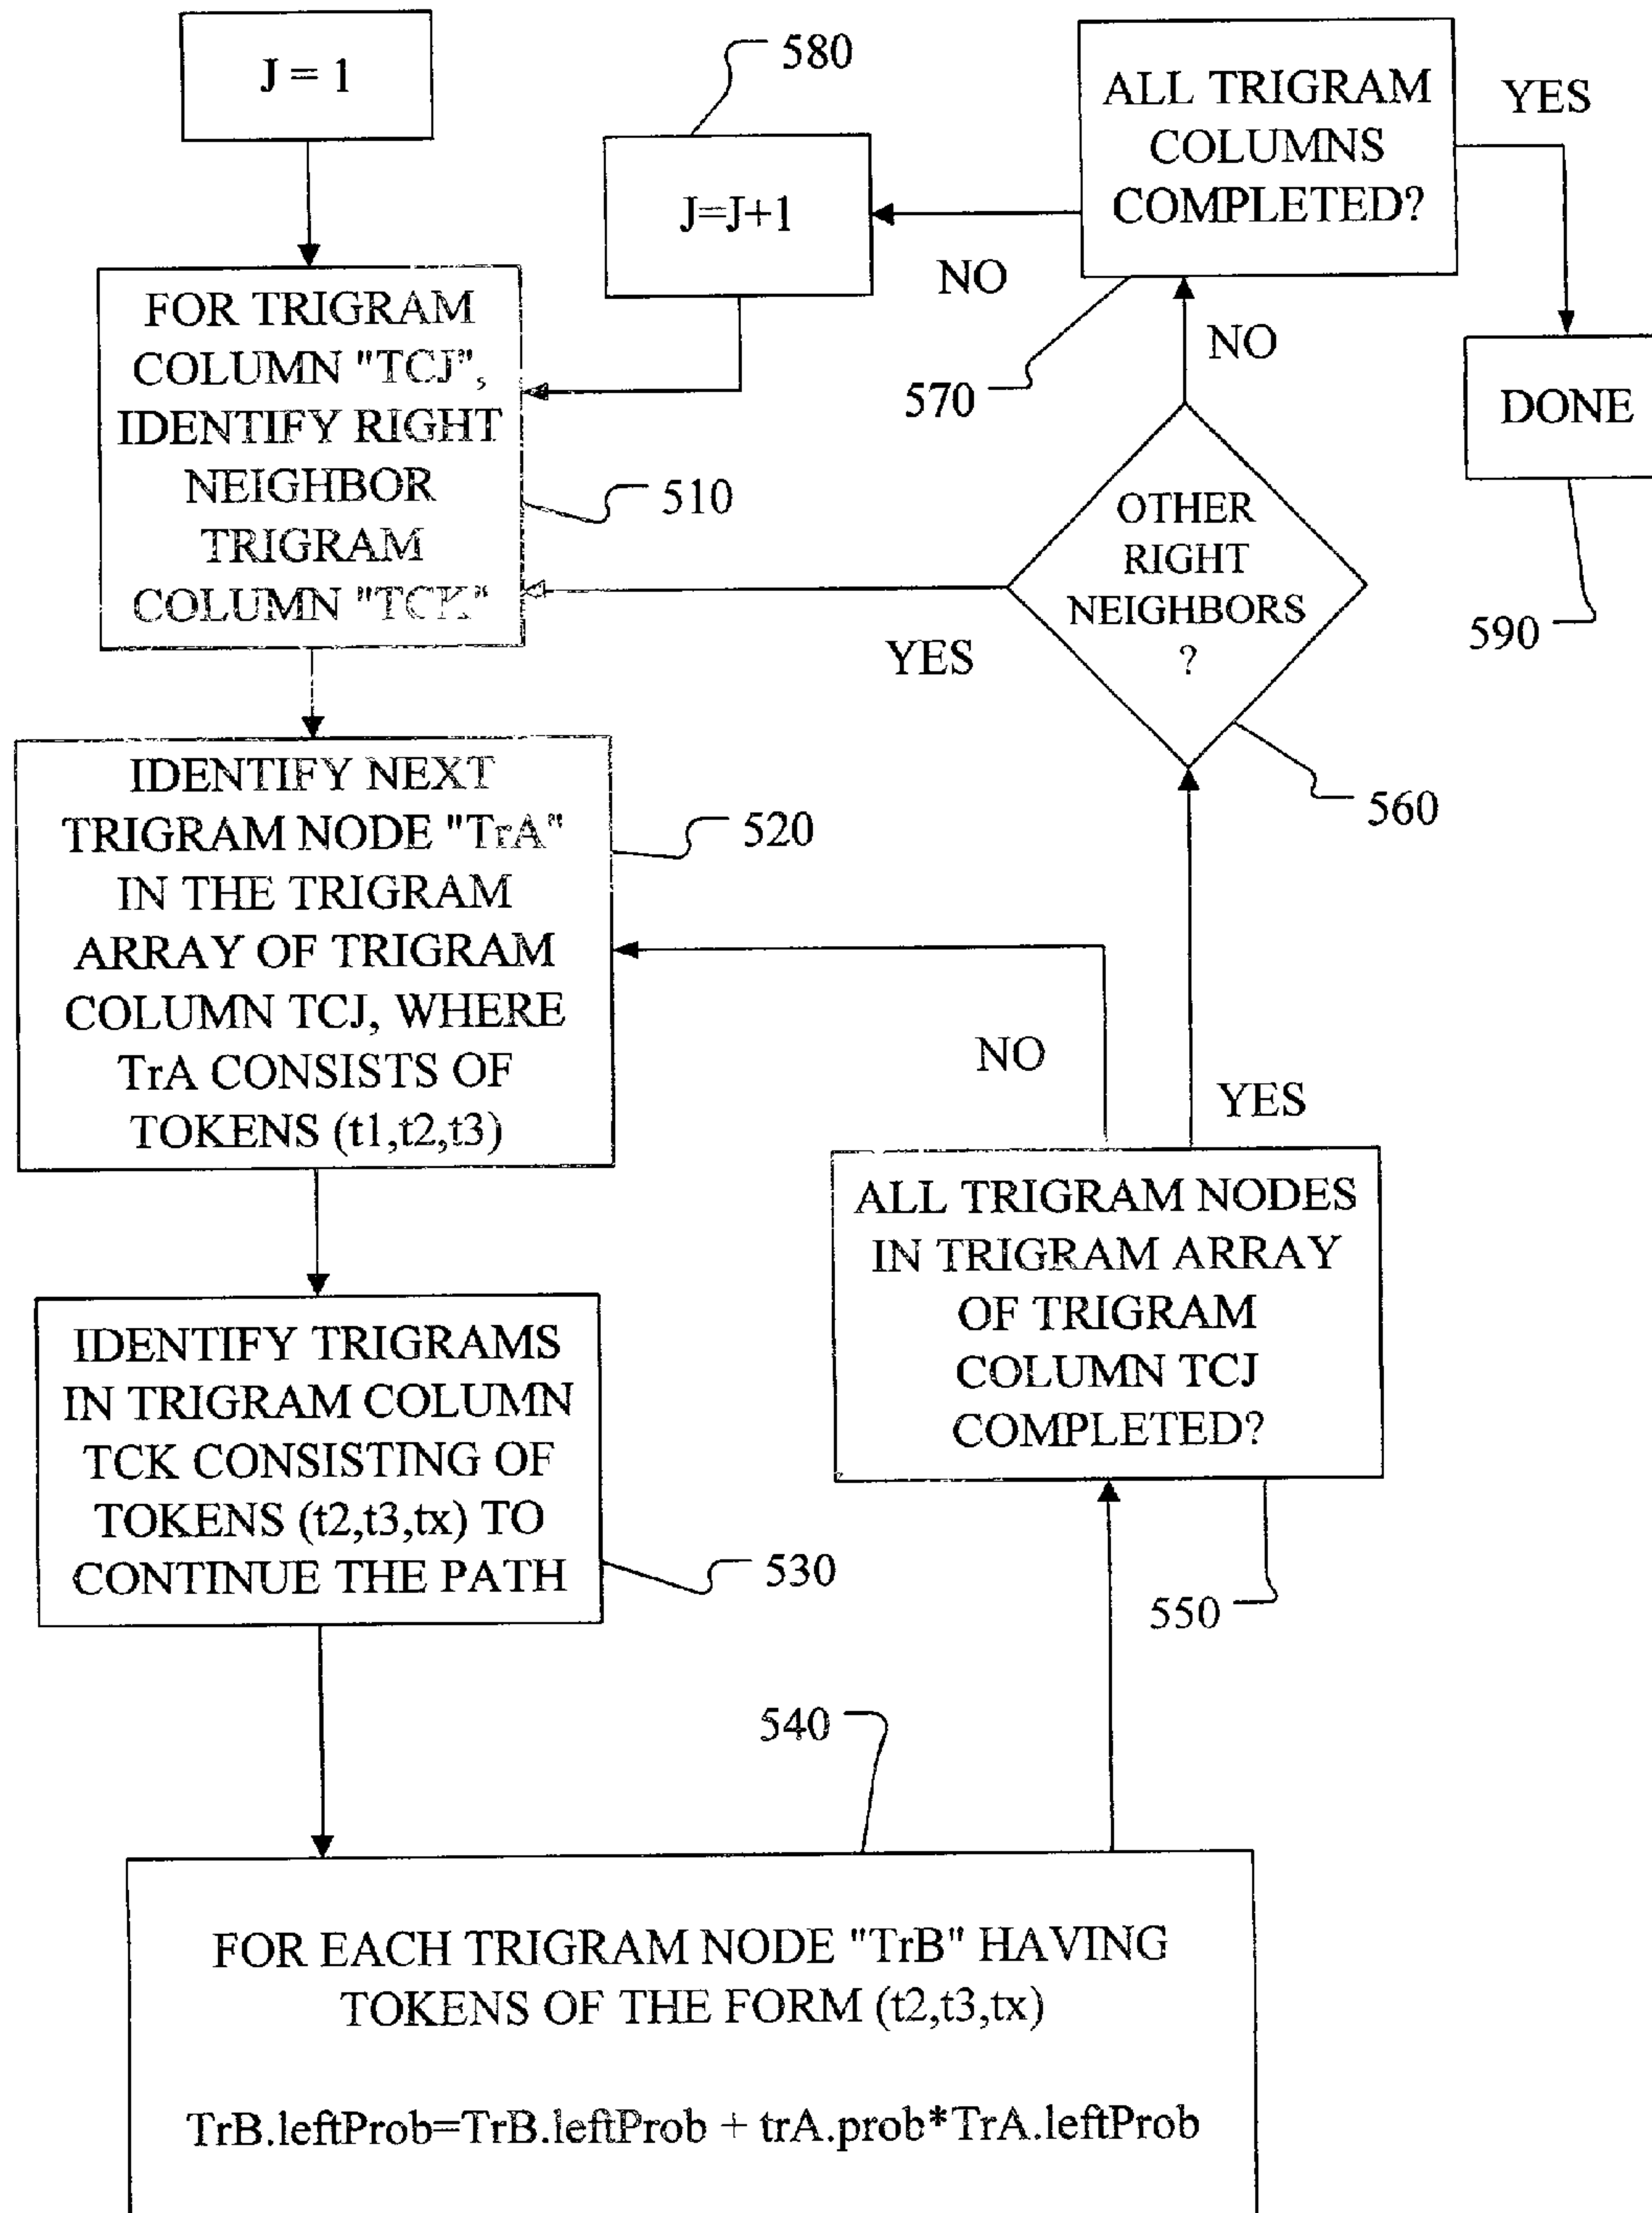 J = 1
580
J=J+1
ALL TRIGRAM
COLUMNS
COMPLETED?
YES
NO
570
NO
DONE
590
FOR TRIGRAM
COLUMN "TCJ",
IDENTIFY RIGHT
NEIGHBOR
TRIGRAM
COLUMN "TCK"
510
OTHER
RIGHT
NEIGHBORS
?
YES
560
IDENTIFY NEXT
TRIGRAM NODE "TrA"
IN THE TRIGRAM
ARRAY OF TRIGRAM
COLUMN TCJ, WHERE
TrA CONSISTS OF
TOKENS (t1,t2,t3)
520
NO
YES
ALL TRIGRAM NODES
IN TRIGRAM ARRAY
OF TRIGRAM
COLUMN TCJ
COMPLETED?
550
IDENTIFY TRIGRAMS
IN TRIGRAM COLUMN
TCK CONSISTING OF
TOKENS (t2,t3,tx) TO
CONTINUE THE PATH
530
540
FOR EACH TRIGRAM NODE "TrB" HAVING
TOKENS OF THE FORM (t2,t3,tx)
TrB.leftProb=TrB.leftProb + trA.prob*TrA.leftProb